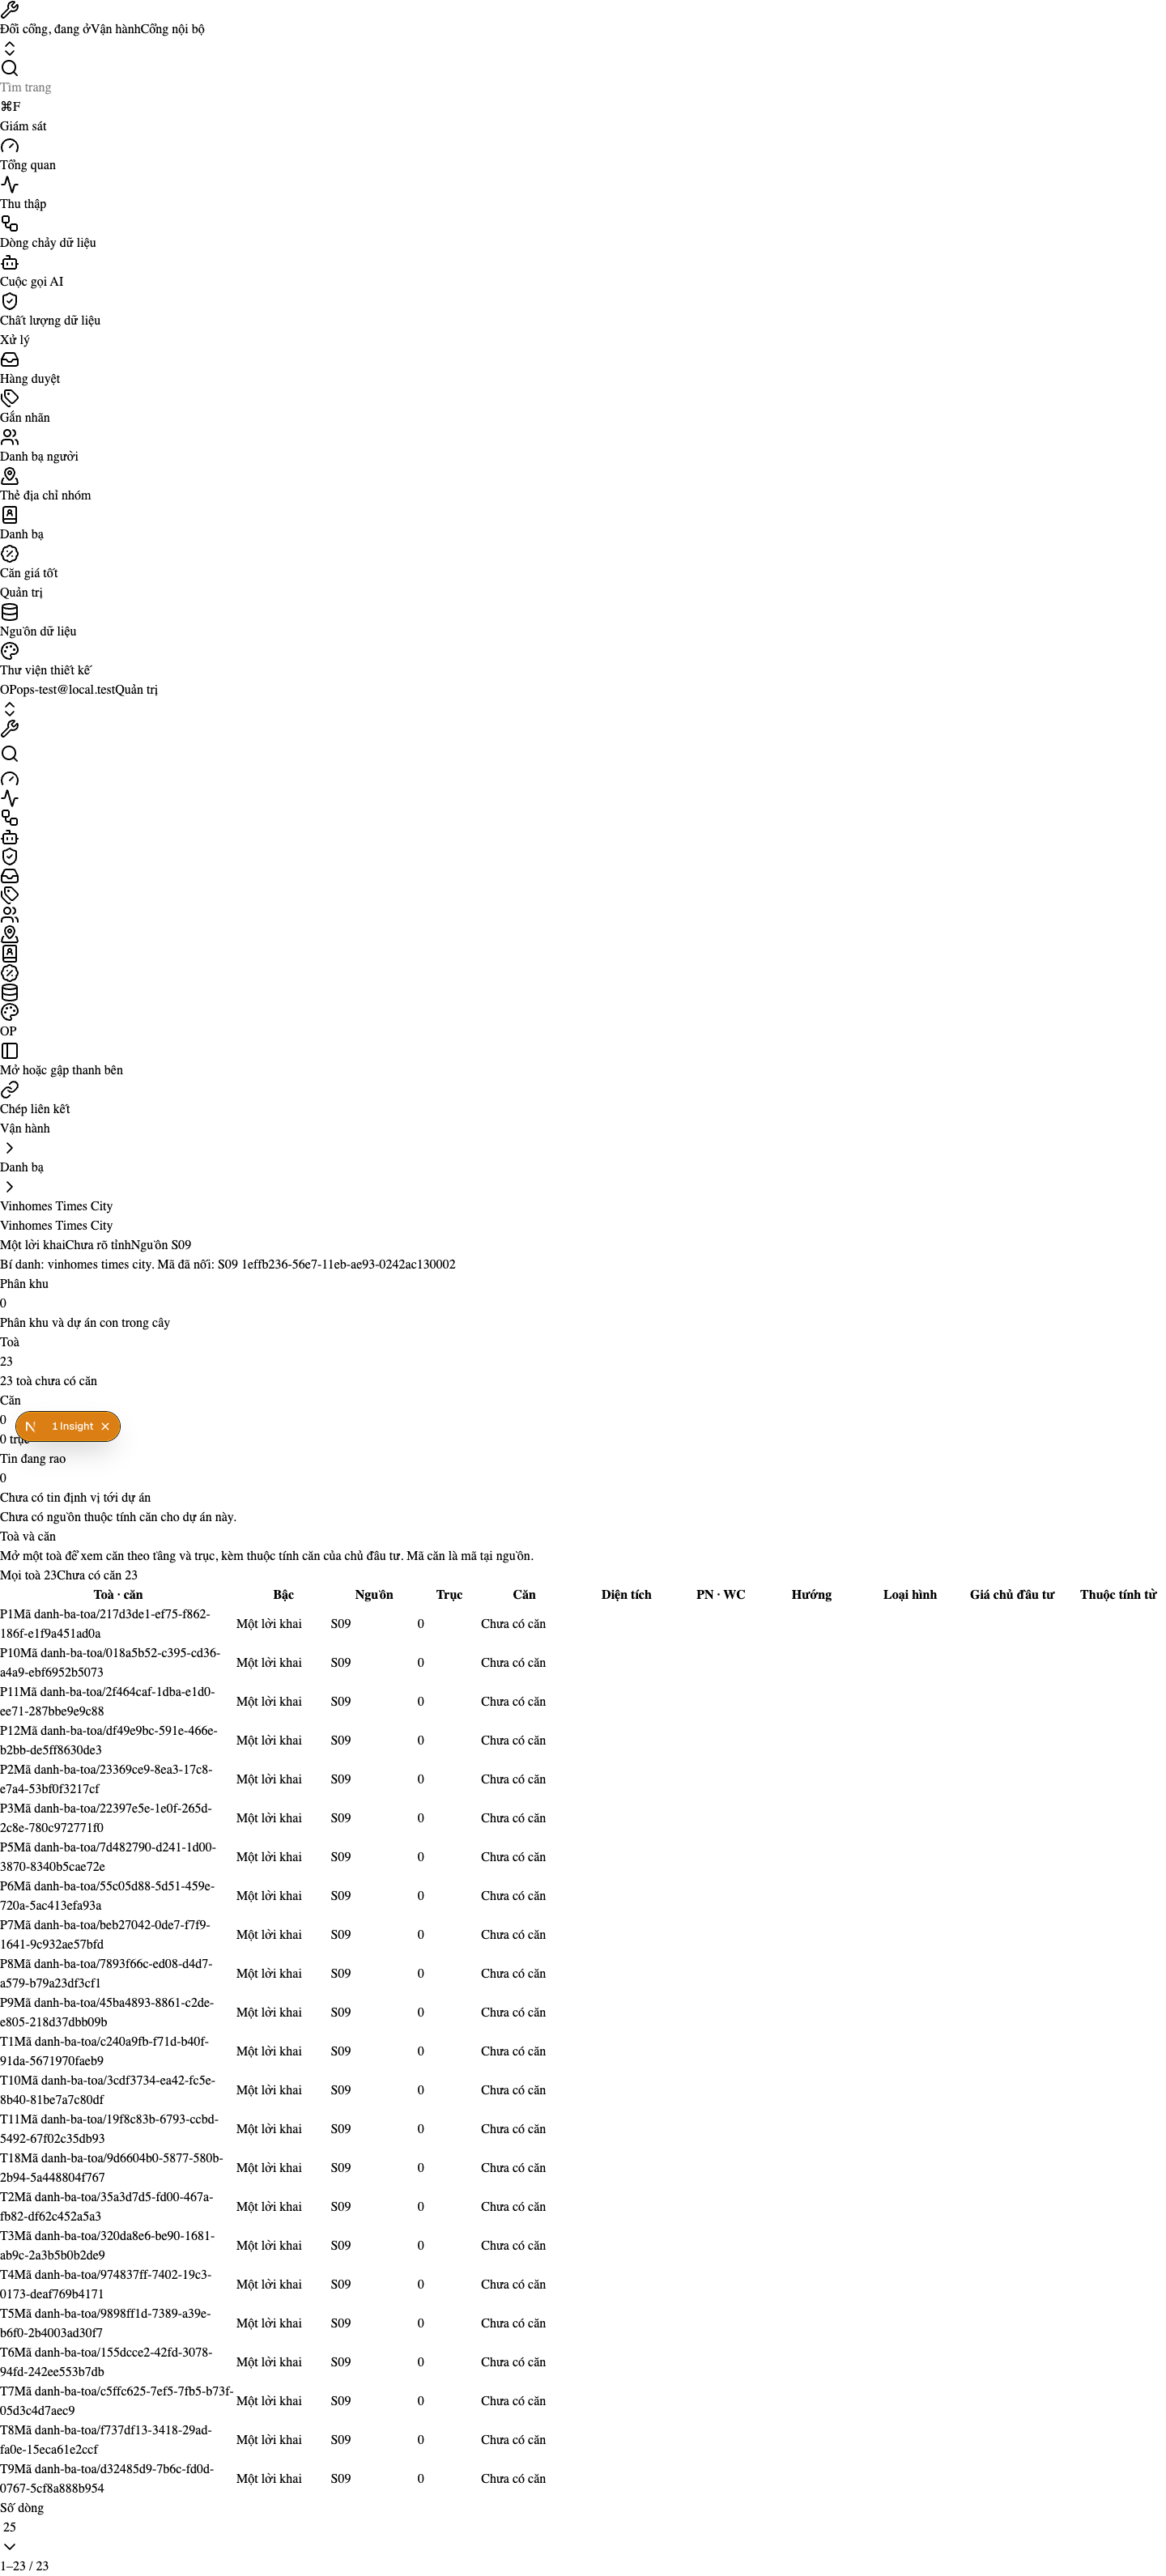 Đổi cổng, đang ởVận hànhCổng nội bộ
Tìm trang
⌘F
Giám sát
Tổng quan
Thu thập
Dòng chảy dữ liệu
Cuộc gọi AI
Chất lượng dữ liệu
Xử lý
Hàng duyệt
Gắn nhãn
Danh bạ người
Thẻ địa chỉ nhóm
Danh bạ
Căn giá tốt
Quản trị
Nguồn dữ liệu
Thư viện thiết kế
OPops-test@local.testQuản trị
OP
Mở hoặc gập thanh bên
Chép liên kết
Vận hành
Danh bạ
Vinhomes Times City
Vinhomes Times City
Một lời khaiChưa rõ tỉnhNguồn S09
Bí danh: vinhomes times city. Mã đã nối: S09 1effb236-56e7-11eb-ae93-0242ac130002
Phân khu
0
Phân khu và dự án con trong cây
Toà
23
23 toà chưa có căn
Căn
0
1 Insight
0 trục
Tin đang rao
0
Chưa có tin định vị tới dự án
Chưa có nguồn thuộc tính căn cho dự án này.
Toà và căn
Mở một toà để xem căn theo tầng và trục, kèm thuộc tính căn của chủ đầu tư. Mã căn là mã tại nguồn.
Mọi toà 23Chưa có căn 23
Toà · căn Bậc Nguồn Trục Căn Diện tích PN · WC Hướng Loại hình Giá chủ đầu tư Thuộc tính từ
P1Mã danh-ba-toa/217d3de1-ef75-f862-
186f-e1f9a451ad0a Một lời khai S09 0 Chưa có căn
P10Mã danh-ba-toa/018a5b52-c395-cd36-
a4a9-ebf6952b5073 Một lời khai S09 0 Chưa có căn
P11Mã danh-ba-toa/2f464caf-1dba-e1d0-
ee71-287bbe9e9c88 Một lời khai S09 0 Chưa có căn
P12Mã danh-ba-toa/df49e9bc-591e-466e-
b2bb-de5ff8630de3 Một lời khai S09 0 Chưa có căn
P2Mã danh-ba-toa/23369ce9-8ea3-17c8-
e7a4-53bf0f3217cf Một lời khai S09 0 Chưa có căn
P3Mã danh-ba-toa/22397e5e-1e0f-265d-
2c8e-780c972771f0 Một lời khai S09 0 Chưa có căn
P5Mã danh-ba-toa/7d482790-d241-1d00-
3870-8340b5cae72e Một lời khai S09 0 Chưa có căn
P6Mã danh-ba-toa/55c05d88-5d51-459e-
720a-5ac413efa93a Một lời khai S09 0 Chưa có căn
P7Mã danh-ba-toa/beb27042-0de7-f7f9-
1641-9c932ae57bfd Một lời khai S09 0 Chưa có căn
P8Mã danh-ba-toa/7893f66c-ed08-d4d7-
a579-b79a23df3cf1 Một lời khai S09 0 Chưa có căn
P9Mã danh-ba-toa/45ba4893-8861-c2de-
e805-218d37dbb09b Một lời khai S09 0 Chưa có căn
T1Mã danh-ba-toa/c240a9fb-f71d-b40f-
91da-5671970faeb9 Một lời khai S09 0 Chưa có căn
T10Mã danh-ba-toa/3cdf3734-ea42-fc5e-
8b40-81be7a7c80df Một lời khai S09 0 Chưa có căn
T11Mã danh-ba-toa/19f8c83b-6793-ccbd-
5492-67f02c35db93 Một lời khai S09 0 Chưa có căn
T18Mã danh-ba-toa/9d6604b0-5877-580b-
2b94-5a448804f767 Một lời khai S09 0 Chưa có căn
T2Mã danh-ba-toa/35a3d7d5-fd00-467a-
fb82-df62c452a5a3 Một lời khai S09 0 Chưa có căn
T3Mã danh-ba-toa/320da8e6-be90-1681-
ab9c-2a3b5b0b2de9 Một lời khai S09 0 Chưa có căn
T4Mã danh-ba-toa/974837ff-7402-19c3-
0173-deaf769b4171 Một lời khai S09 0 Chưa có căn
T5Mã danh-ba-toa/9898ff1d-7389-a39e-
b6f0-2b4003ad30f7 Một lời khai S09 0 Chưa có căn
T6Mã danh-ba-toa/155dcce2-42fd-3078-
94fd-242ee553b7db Một lời khai S09 0 Chưa có căn
T7Mã danh-ba-toa/c5ffc625-7ef5-7fb5-b73f-
05d3c4d7aec9 Một lời khai S09 0 Chưa có căn
T8Mã danh-ba-toa/f737df13-3418-29ad-
fa0e-15eca61e2ccf Một lời khai S09 0 Chưa có căn
T9Mã danh-ba-toa/d32485d9-7b6c-fd0d-
0767-5cf8a888b954 Một lời khai S09 0 Chưa có căn
Số dòng
25
1–23 / 23